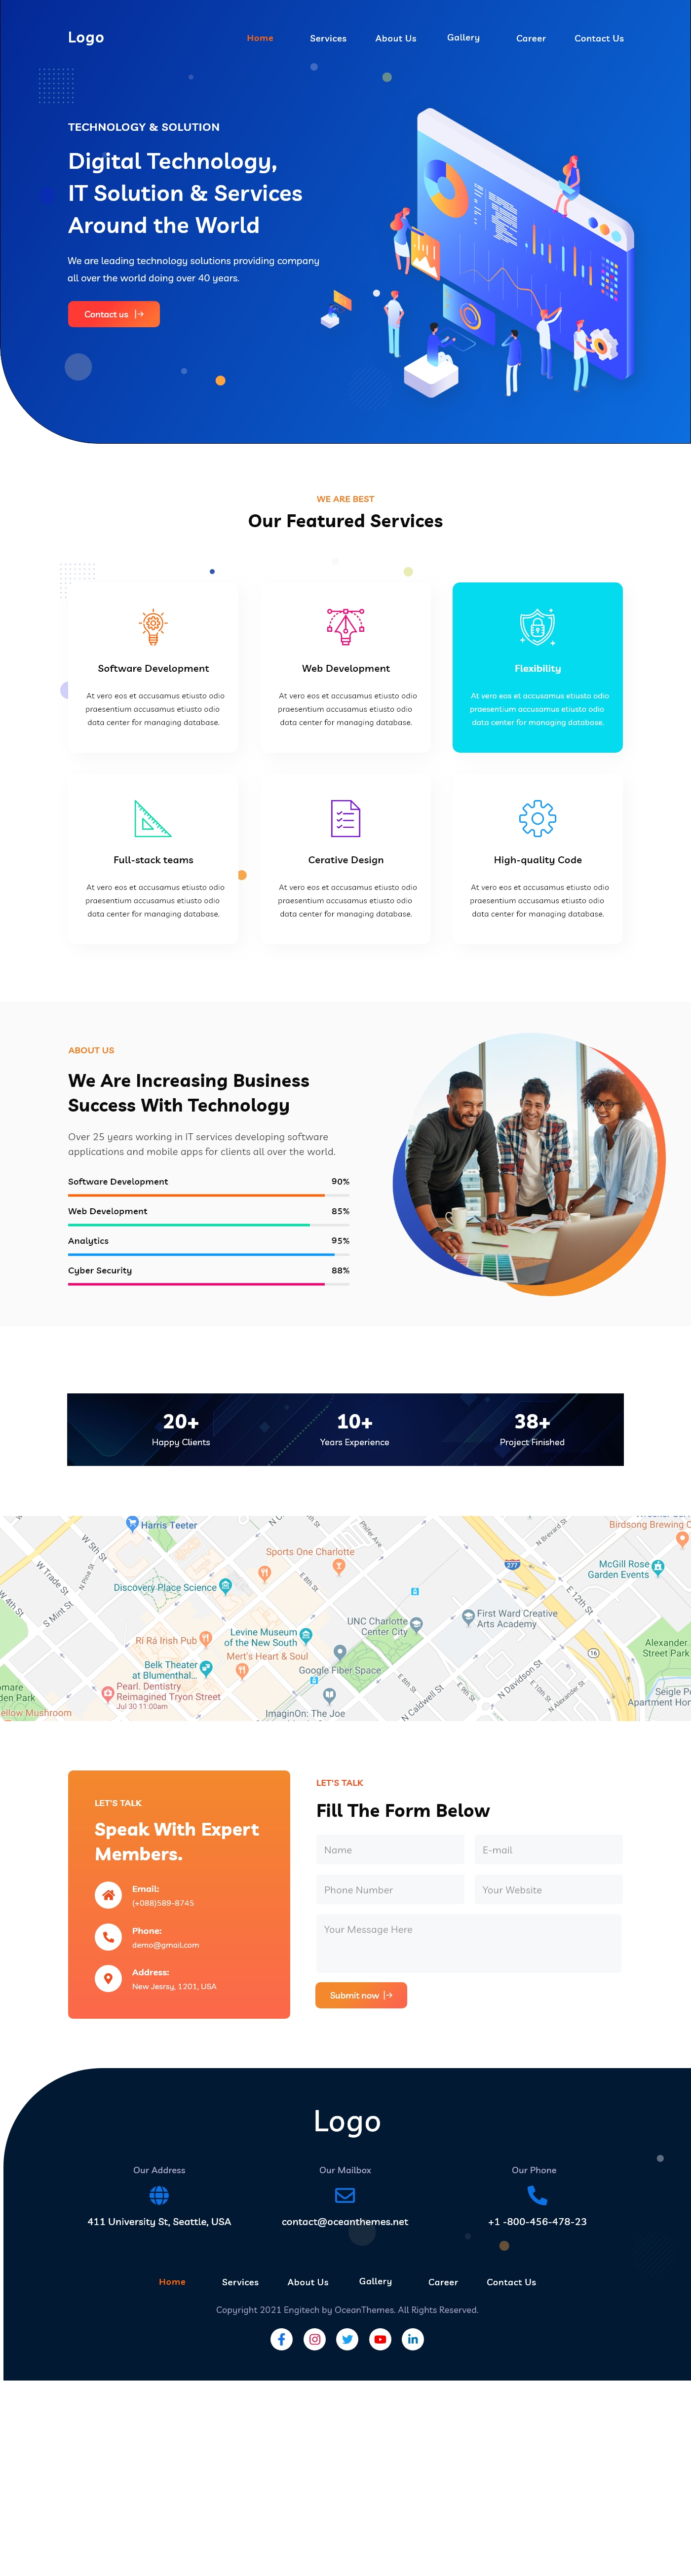 Logo
Home
Services
About Us
Gallery
Career
Contact Us
TECHNOLOGY & SOLUTION
Digital Technology,
IT Solution & Services
Around the World
We are leading technology solutions providing company
all over the world doing over 40 years.
Contact us
WE ARE BEST
Our Featured Services
Software Development
At vero eos et accusamus etiusto odio
praesentium accusamus etiusto odio
data center for managing database.
Web Development
At vero eos et accusamus etiusto odio
praesentium accusamus etiusto odio
data center for managing database.
Flexibility
At vero eos et accusamus etiusto odio
praesentium accusamus etiusto odio
data center for managing database.
Full-stack teams
At vero eos et accusamus etiusto odio
praesentium accusamus etiusto odio
data center for managing database.
Cerative Design
At vero eos et accusamus etiusto odio
praesentium accusamus etiusto odio
data center for managing database.
High-quality Code
At vero eos et accusamus etiusto odio
praesentium accusamus etiusto odio
data center for managing database.
ABOUT US
We Are Increasing Business
Success With Technology
Over 25 years working in IT services developing software
applications and mobile apps for clients all over the world.
Software Development 90%
Web Development 85%
Analytics 95%
Cyber Security 88%
20+
Happy Clients
10+
Years Experience
38+
Project Finished
Harris Teeter
Birdsong Brewing C
W 5th St
Phifer Ave
N Brevard St
Sports One Charlotte
277
McGill Rose
Garden Events
W Trade St
N Pine St
Discovery Place Science
E 8th St
E 12th St
W 4th St
S Mint St
UNC Charlotte
Center City
First Ward Creative
Arts Academy
Rí Rá Irish Pub
Levine Museum
of the New South
Alexander
Street Park
16
Mert's Heart & Soul
Belk Theater
at Blumenthal...
Google Fiber Space
N Davidson St
omare
den Park
Pearl. Dentistry
Reimagined Tryon Street
Jul 30 11:00am
E 8th St
E 9th St
E 10th St
N Alexander St
N Caldwell St
Seigle Po
Apartment Hom
ellow Mushroom
ImaginOn: The Joe
LET'S TALK
Speak With Expert
Members.
Email:
(+088)589-8745
Phone:
demo@gmail.com
Address:
New Jesrsy, 1201, USA
LET'S TALK
Fill The Form Below
Name
E-mail
Phone Number
Your Website
Your Message Here
Submit now
Logo
Our Address
411 University St, Seattle, USA
Our Mailbox
contact@oceanthemes.net
Our Phone
+1 -800-456-478-23
Home
Services
About Us
Gallery
Career
Contact Us
Copyright 2021 Engitech by OceanThemes. All Rights Reserved.